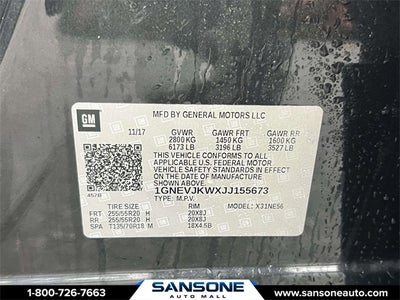 GM
MFD BY GENERAL MOTORS LLC
11/17 GVWR GAWR FRT GAWR RR
2800 KG 1450 KG 1600 KG
6173 LB 3196 LB 3527 LB
THIS VEHICLE CONFORMS TO ALL
APPLICABLE U.S. FEDERAL MOTOR
VEHICLE SAFETY AND THEFT PREVENTION
STANDARDS IN EFFECT ON THE DATE
OF MANUFACTURE SHOWN ABOVE.
1GNEVJKWXJJ155673
TYPE: M.P.V. MODEL: X31NE56
TIRE SIZE RIM
FRT 255/55R20 H 20X8J
RR 255/55R20 H 20X8J
SPA T135/70R18 M 18X4.5B
SANSONE
AUTO MALL
1-800-726-7663
www.sansoneauto.com